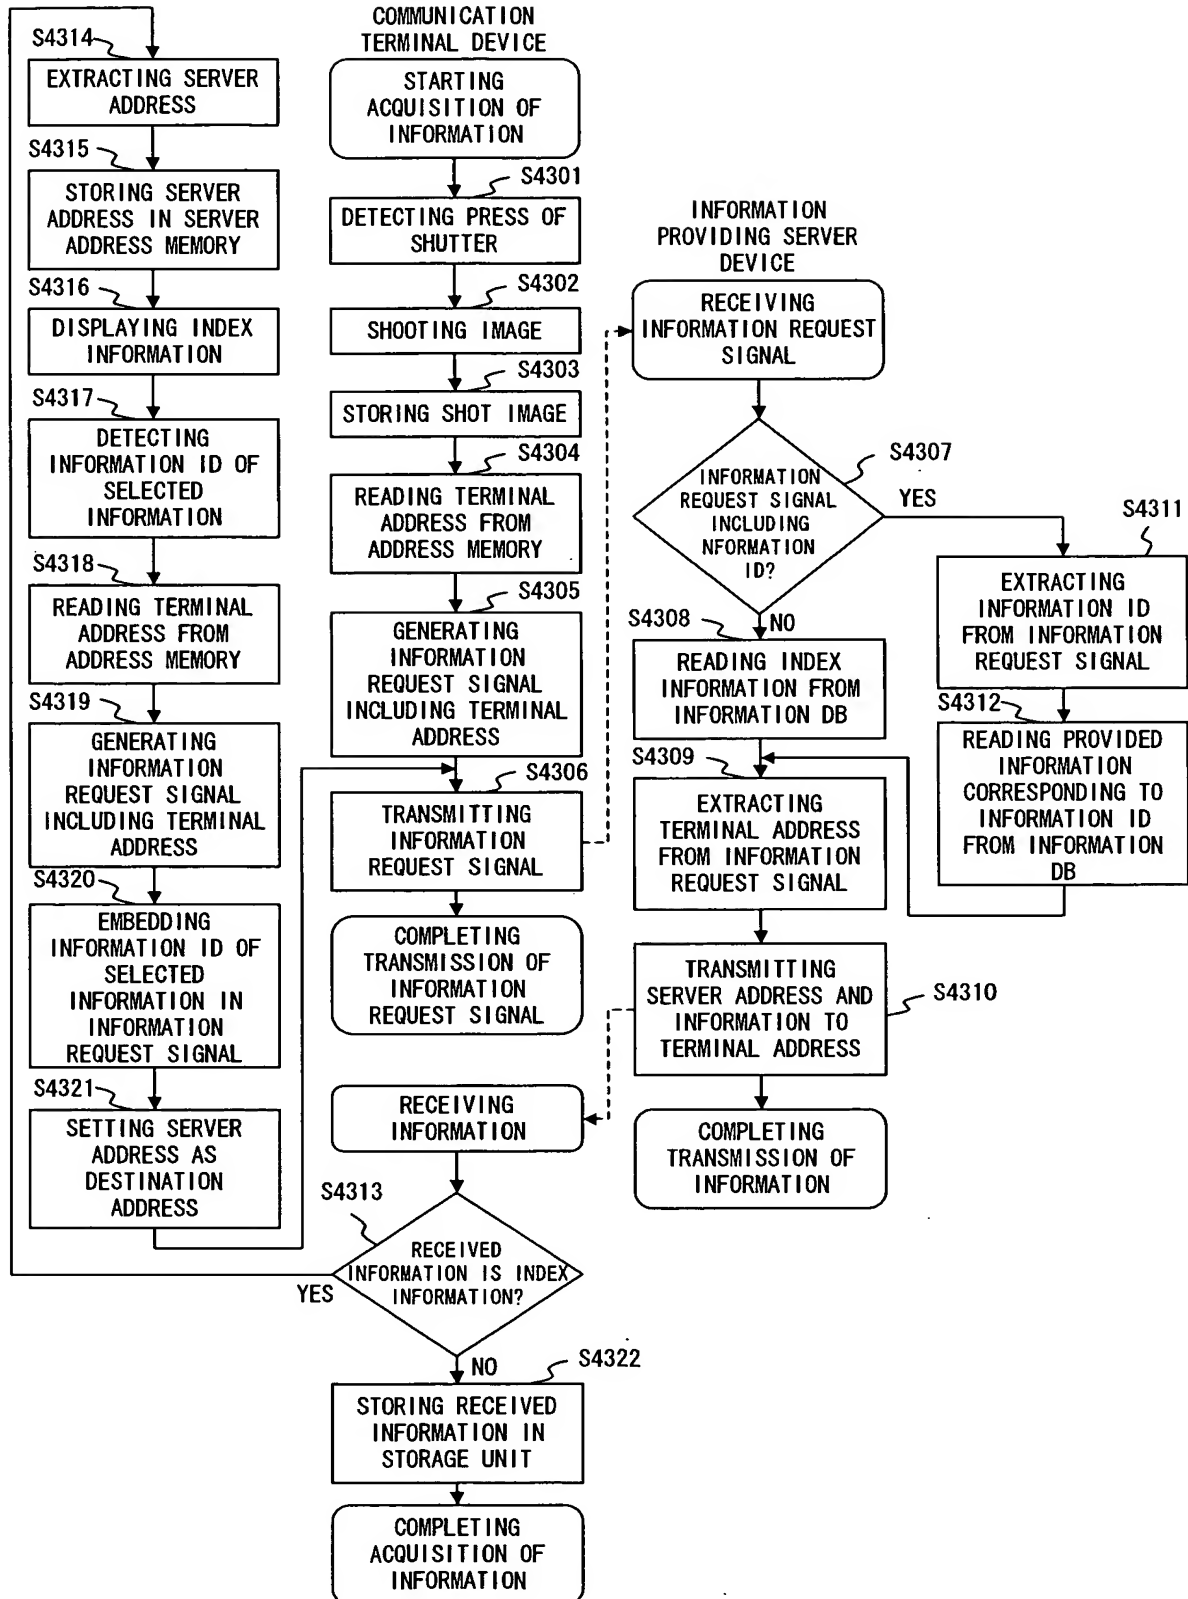 S4314
EXTRACTING SERVER
ADDRESS
S4315
STORING SERVER
ADDRESS IN SERVER
ADDRESS MEMORY
S4316
DISPLAYING INDEX
INFORMATION
S4317
DETECTING
INFORMATION ID OF
SELECTED
INFORMATION
S4318
READING TERMINAL
ADDRESS FROM
ADDRESS MEMORY
S4319
GENERATING
INFORMATION
REQUEST SIGNAL
INCLUDING TERMINAL
ADDRESS
S4320
EMBEDDING
INFORMATION ID OF
SELECTED
INFORMATION IN
INFORMATION
REQUEST SIGNAL
S4321
SETTING SERVER
ADDRESS AS
DESTINATION
ADDRESS
COMMUNICATION
TERMINAL DEVICE
STARTING
ACQUISITION OF
INFORMATION
S4301
DETECTING PRESS OF
SHUTTER
S4302
SHOOTING IMAGE
S4303
STORING SHOT IMAGE
S4304
READING TERMINAL
ADDRESS FROM
ADDRESS MEMORY
S4305
GENERATING
INFORMATION
REQUEST SIGNAL
INCLUDING TERMINAL
ADDRESS
S4306
TRANSMITTING
INFORMATION
REQUEST SIGNAL
COMPLETING
TRANSMISSION OF
INFORMATION
REQUEST SIGNAL
RECEIVING
INFORMATION
S4313
RECEIVED
INFORMATION IS INDEX
INFORMATION?
YES
NO
S4322
STORING RECEIVED
INFORMATION IN
STORAGE UNIT
COMPLETING
ACQUISITION OF
INFORMATION
INFORMATION
PROVIDING SERVER
DEVICE
RECEIVING
INFORMATION REQUEST
SIGNAL
S4307
INFORMATION
REQUEST SIGNAL
INCLUDING
NFORMATION
ID?
YES
NO
S4308
READING INDEX
INFORMATION FROM
INFORMATION DB
S4309
EXTRACTING
TERMINAL ADDRESS
FROM INFORMATION
REQUEST SIGNAL
TRANSMITTING
SERVER ADDRESS AND
INFORMATION TO
TERMINAL ADDRESS
S4310
COMPLETING
TRANSMISSION OF
INFORMATION
S4311
EXTRACTING
INFORMATION ID
FROM INFORMATION
REQUEST SIGNAL
S4312
READING PROVIDED
INFORMATION
CORRESPONDING TO
INFORMATION ID
FROM INFORMATION
DB